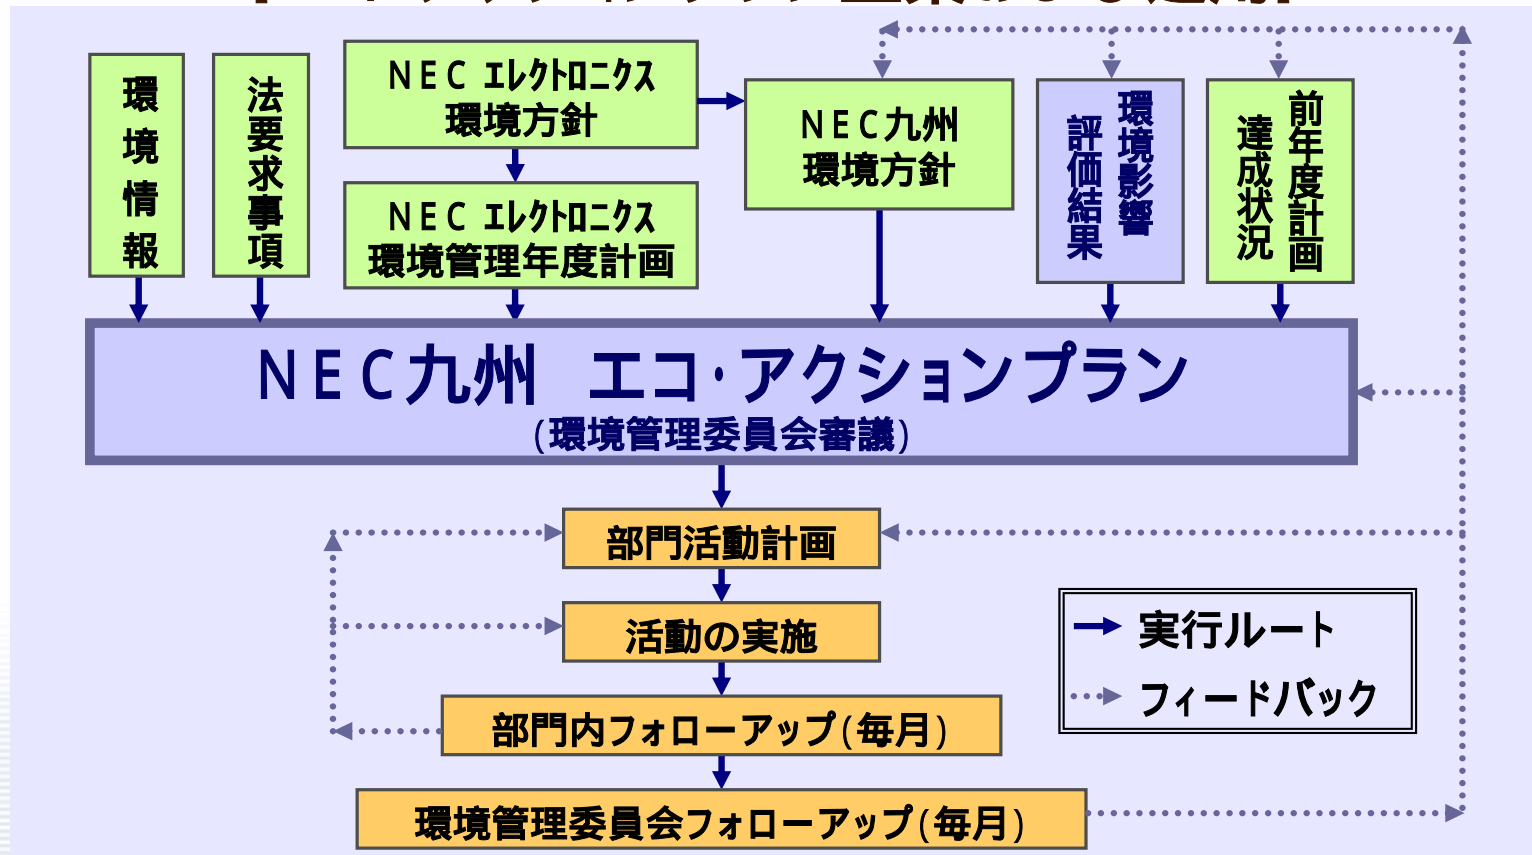 環境情報
法要求事項
NEC エレクトロニクス
環境方針
NEC エレクトロニクス
環境管理年度計画
NEC九州
環境方針
環境影響
評価結果
前年度計画
達成状況
NEC九州 エコ・アクションプラン
(環境管理委員会審議)
部門活動計画
活動の実施
部門内フォローアップ(毎月)
環境管理委員会フォローアップ(毎月)
実行ルート
フィードバック